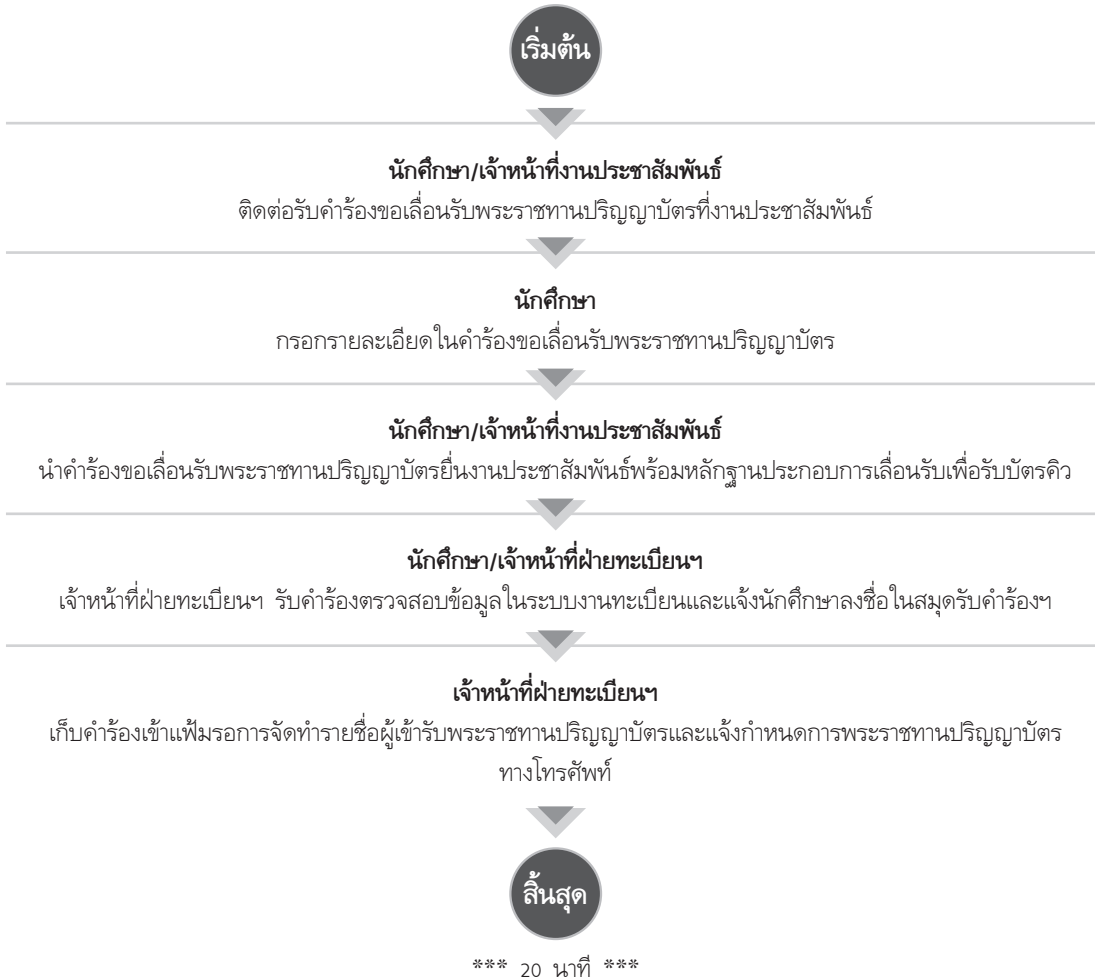 เริ่มต้น
นักศึกษา/เจ้าหน้าที่งานประชาสัมพันธ์
ติดต่อรับคำร้องขอเลื่อนรับพระราชทานปริญญาบัตรที่งานประชาสัมพันธ์
นักศึกษา
กรอกรายละเอียดในคำร้องขอเลื่อนรับพระราชทานปริญญาบัตร
นักศึกษา/เจ้าหน้าที่งานประชาสัมพันธ์
นำคำร้องขอเลื่อนรับพระราชทานปริญญาบัตรยื่นงานประชาสัมพันธ์พร้อมหลักฐานประกอบการเลื่อนรับเพื่อรับบัตรคิว
นักศึกษา/เจ้าหน้าที่ฝ่ายทะเบียนฯ
เจ้าหน้าที่ฝ่ายทะเบียนฯ รับคำร้องตรวจสอบข้อมูลในระบบงานทะเบียนและแจ้งนักศึกษาลงชื่อในสมุดรับคำร้องฯ
เจ้าหน้าที่ฝ่ายทะเบียนฯ
เก็บคำร้องเข้าแฟ้มรอการจัดทำรายชื่อผู้เข้ารับพระราชทานปริญญาบัตรและแจ้งกำหนดการพระราชทานปริญญาบัตร
ทางโทรศัพท์
สิ้นสุด
*** 20 นาที ***